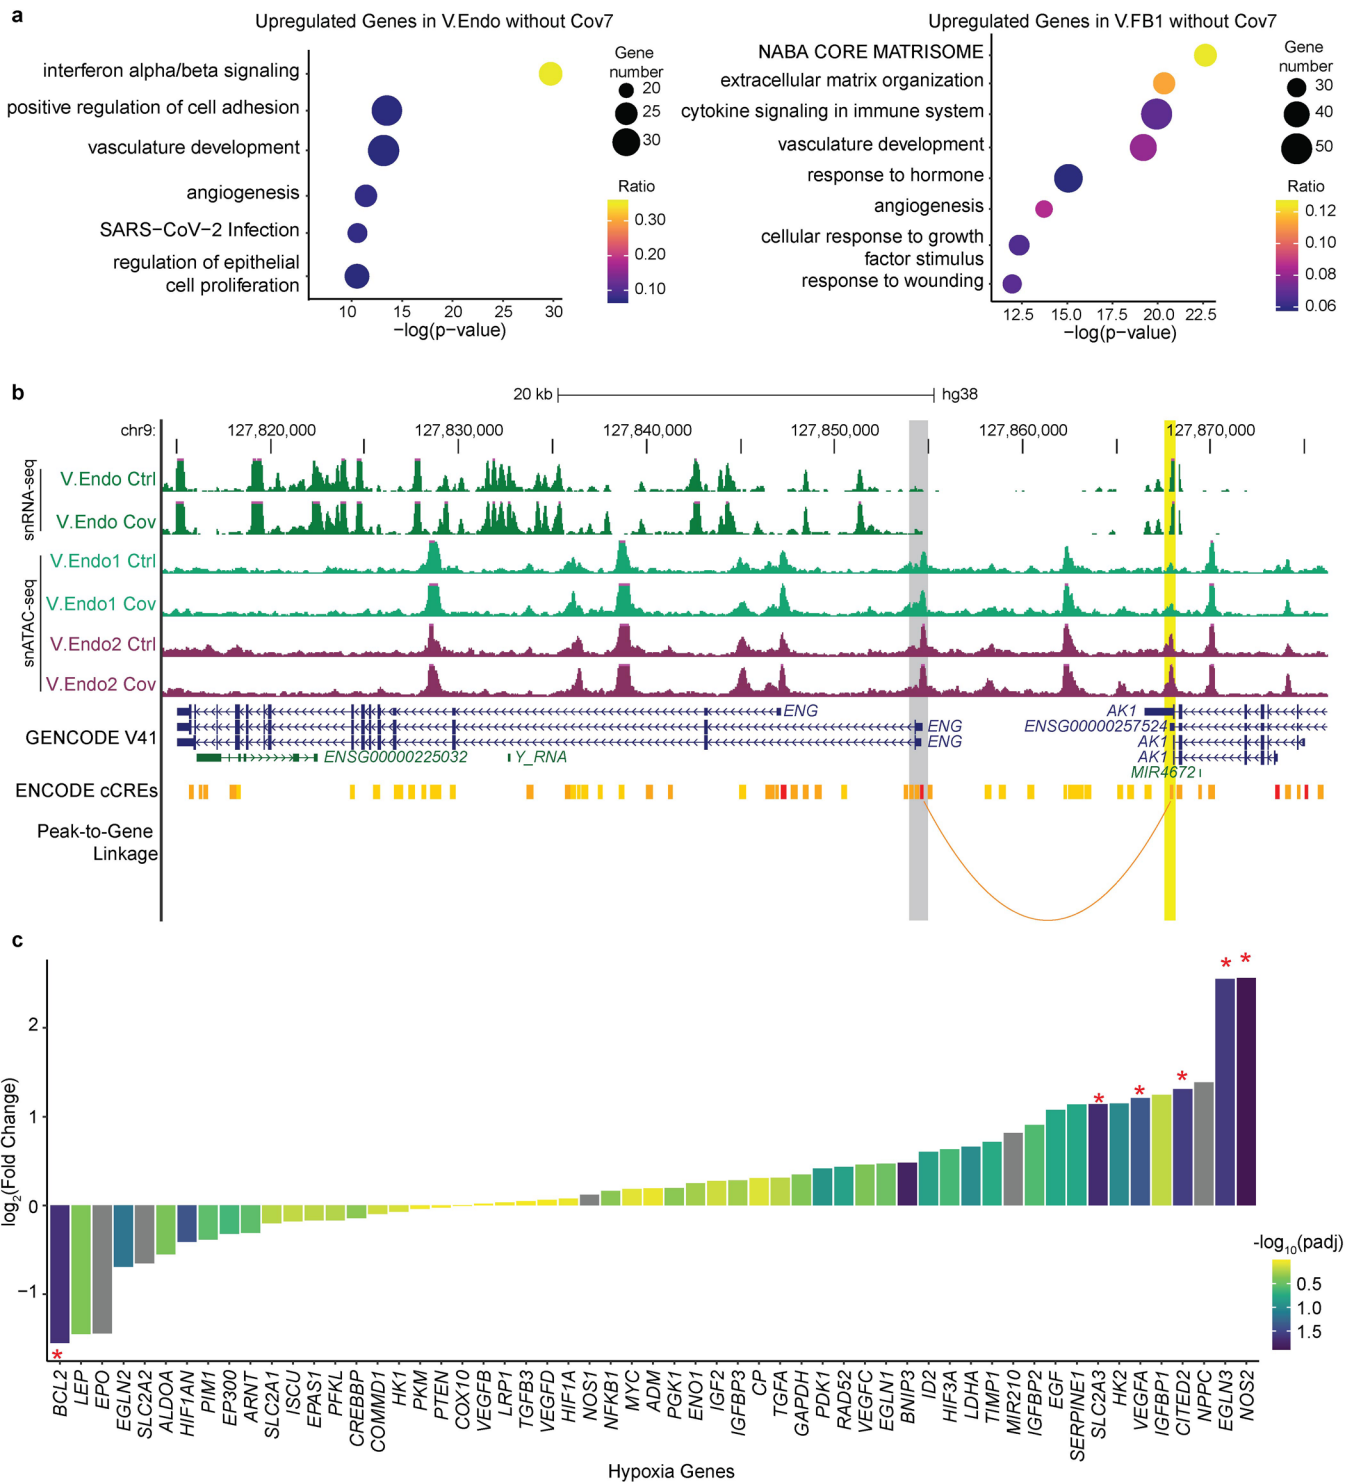 a
Upregulated Genes in V.Endo without Cov7
interferon alpha/beta signaling
positive regulation of cell adhesion
vasculature development
angiogenesis
SARS−CoV−2 Infection
regulation of epithelial
cell proliferation
10 15 20 25 30
−log(p−value)
Gene
number
20
25
30
Ratio
0.30
0.20
0.10
Upregulated Genes in V.FB1 without Cov7
NABA CORE MATRISOME
extracellular matrix organization
cytokine signaling in immune system
vasculature development
response to hormone
angiogenesis
cellular response to growth
factor stimulus
response to wounding
12.5 15.0 17.5 20.0 22.5
−log(p−value)
Gene
number
30
40
50
Ratio
0.12
0.10
0.08
0.06
b
20 kb hg38
chr9: 127,820,000 127,830,000 127,840,000 127,850,000 127,860,000 127,870,000
snRNA-seq
V.Endo Ctrl
V.Endo Cov
snATAC-seq
V.Endo1 Ctrl
V.Endo1 Cov
V.Endo2 Ctrl
V.Endo2 Cov
GENCODE V41
ENG AK1
ENG ENSG00000257524
ENG AK1
ENSG00000225032 Y_RNA AK1
MIR4672
ENCODE cCREs
Peak-to-Gene
Linkage
c
log2(Fold Change)
2
1
0
−1
* * * * * *
-log10(padj)
0.5
1.0
1.5
BCL2 LEP EPO EGLN2 SLC2A2 ALDOA HIF1AN PIM1 EP300 ARNT SLC2A1 ISCU EPAS1 PFKL CREBBP COMMD1 HK1 PKM PTEN COX10 VEGFB LRP1 TGFB3 VEGFD HIF1A NOS1 NFKB1 MYC ADM PGK1 ENO1 IGF2 IGFBP3 CP TGFA GAPDH PDK1 RAD52 VEGFC EGLN1 BNIP3 ID2 HIF3A LDHA TIMP1 MIR210 IGFBP2 EGF SERPINE1 SLC2A3 HK2 VEGFA IGFBP1 CITED2 NPPC EGLN3 NOS2
Hypoxia Genes